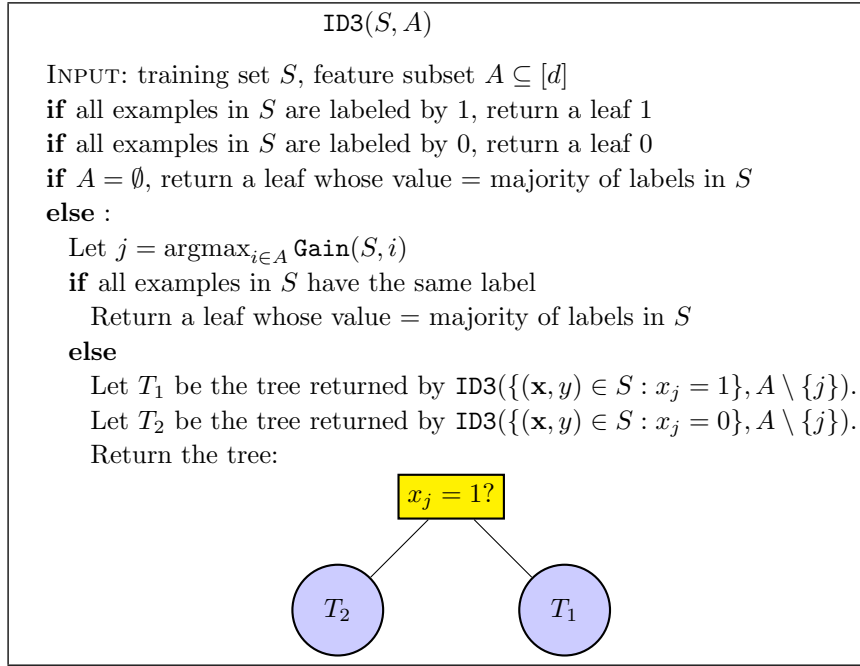 ID3(S, A)
INPUT: training set S, feature subset A ⊆ [d]
if all examples in S are labeled by 1, return a leaf 1
if all examples in S are labeled by 0, return a leaf 0
if A = ∅, return a leaf whose value = majority of labels in S
else :
Let j = argmax_{i∈A} Gain(S, i)
if all examples in S have the same label
Return a leaf whose value = majority of labels in S
else
Let T₁ be the tree returned by ID3({(x, y) ∈ S : x_j = 1}, A \ {j}).
Let T₂ be the tree returned by ID3({(x, y) ∈ S : x_j = 0}, A \ {j}).
Return the tree:
x_j = 1?
T₂ T₁